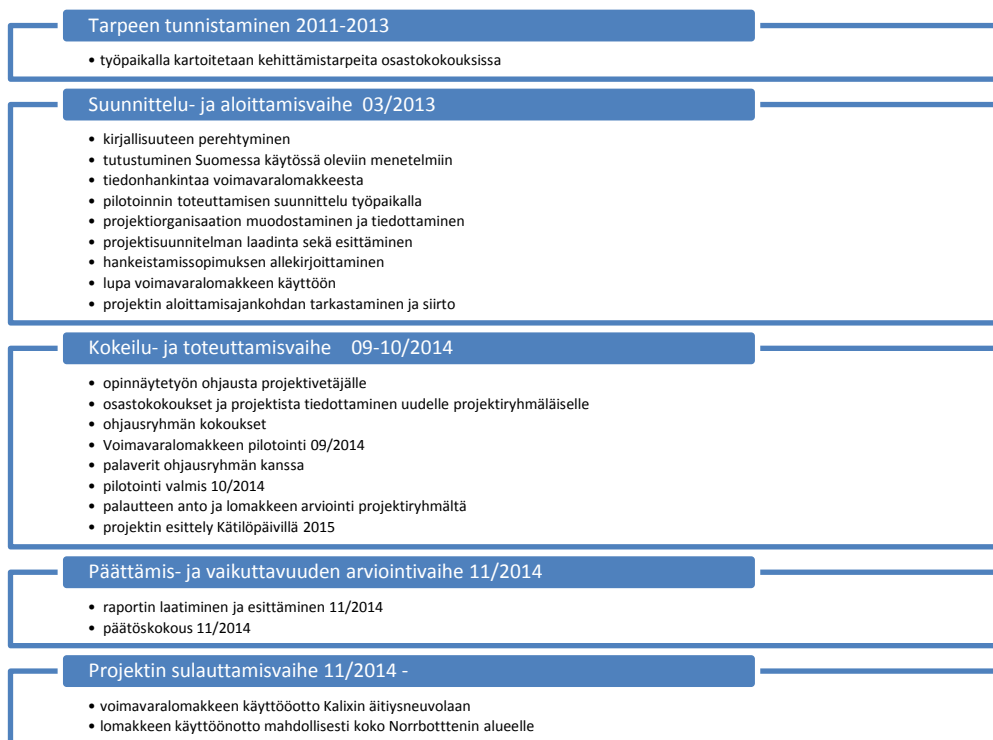 Tarpeen tunnistaminen 2011-2013
• työpaikalla kartoitetaan kehittämistarpeita osastokokouksissa
Suunnittelu- ja aloittamisvaihe 03/2013
• kirjallisuuteen perehtyminen
• tutustuminen Suomessa käytössä oleviin menetelmiin
• tiedonhankintaa voimavaralomakkeesta
• pilotoinnin toteuttamisen suunnittelu työpaikalla
• projektiorganisaation muodostaminen ja tiedottaminen
• projektisuunnitelman laadinta sekä esittäminen
• hankeistamissopimuksen allekirjoittaminen
• lupa voimavaralomakkeen käyttöön
• projektin aloittamisajankohdan tarkastaminen ja siirto
Kokeilu- ja toteuttamisvaihe 09-10/2014
• opinnäytetyön ohjausta projektivetäjälle
• osastokokoukset ja projektista tiedottaminen uudelle projektiryhmäläiselle
• ohjausryhmän kokoukset
• Voimavaralomakkeen pilotointi 09/2014
• palaverit ohjausryhmän kanssa
• pilotointi valmis 10/2014
• palautteen anto ja lomakkeen arviointi projektiryhmältä
• projektin esittely Kätilöpäivillä 2015
Päättämis- ja vaikuttavuuden arviointivaihe 11/2014
• raportin laatiminen ja esittäminen 11/2014
• päätöskokous 11/2014
Projektin sulauttamisvaihe 11/2014 -
• voimavaralomakkeen käyttööotto Kalixin äitiysneuvolaan
• lomakkeen käyttöönotto mahdollisesti koko Norrbotttenin alueelle